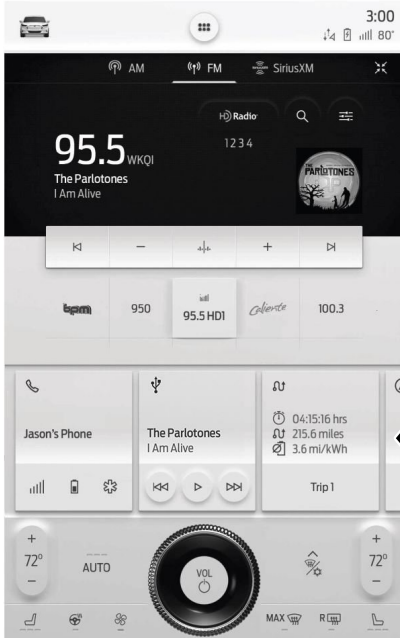 3:00
80°
AM FM SiriusXM
HD Radio
1 2 3 4
95.5 WKQI
The Parlotones
I Am Alive
THE PARLOTONES
bpm 950 95.5 HD1 Caliente 100.3
Jason's Phone
The Parlotones
I Am Alive
04:15:16 hrs
215.6 miles
3.6 mi/kWh
Trip 1
72° AUTO VOL 72°
MAX R